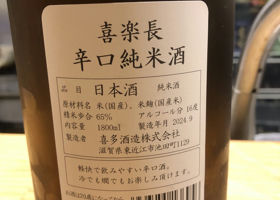 喜楽長
辛口純米酒
品 目 日本酒 純米酒
原材料名 米(国産)、米麹(国産米)
精米歩合 65% アルコール分 16度
内容量 1800ml 製造年月 2024.9
製造者 喜多酒造株式会社
滋賀県東近江市池田町1129
軽快で飲みやすい辛口酒。
冷でも燗でもお楽しみ頂けます。